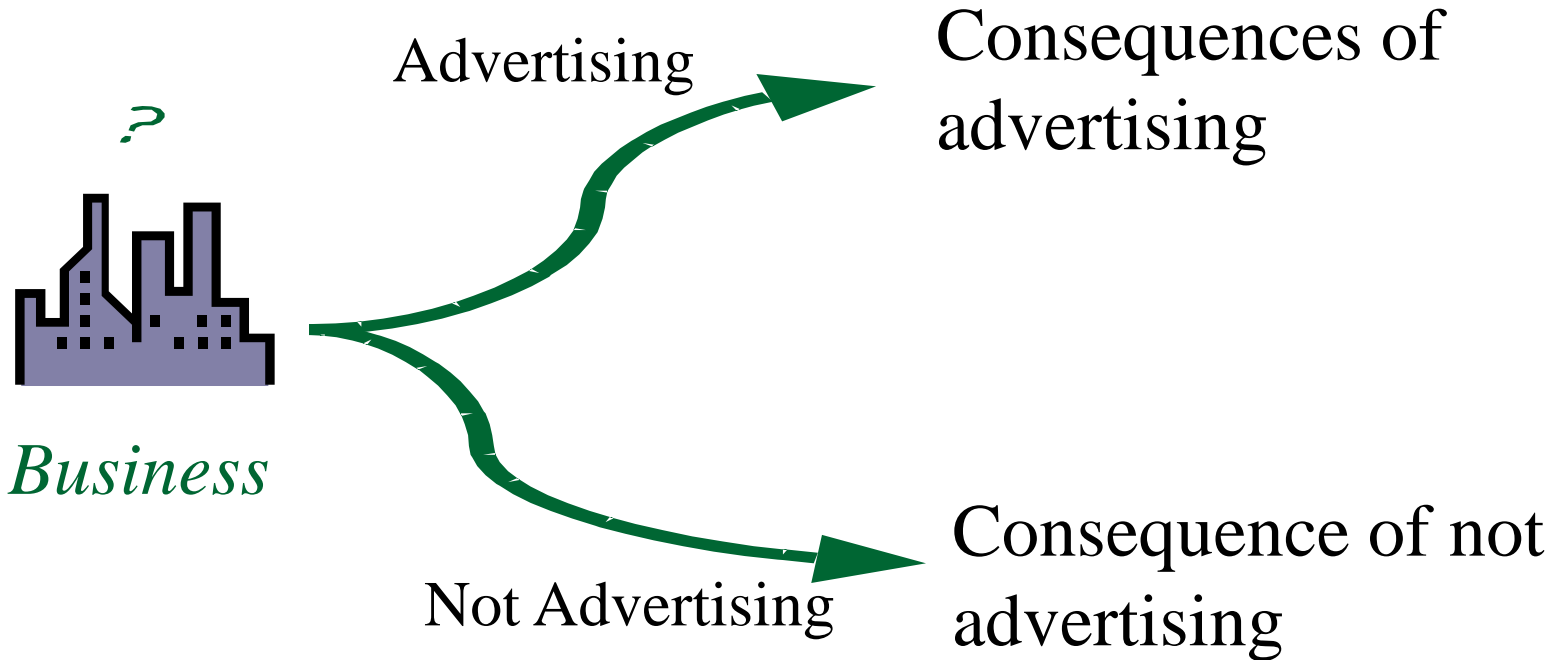 Advertising
Consequences of
advertising
?
Business
Not Advertising
Consequence of not
advertising